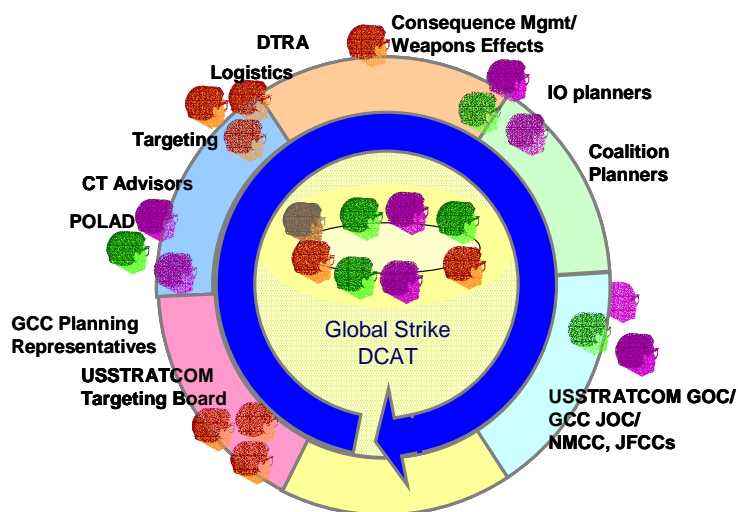 Consequence Mgmt/
Weapons Effects
DTRA
Logistics
IO planners
Targeting
Coalition
Planners
CT Advisors
POLAD
GCC Planning
Representatives
Global Strike
DCAT
USSTRATCOM
Targeting Board
USSTRATCOM GOC/
GCC JOC/
NMCC, JFCCs